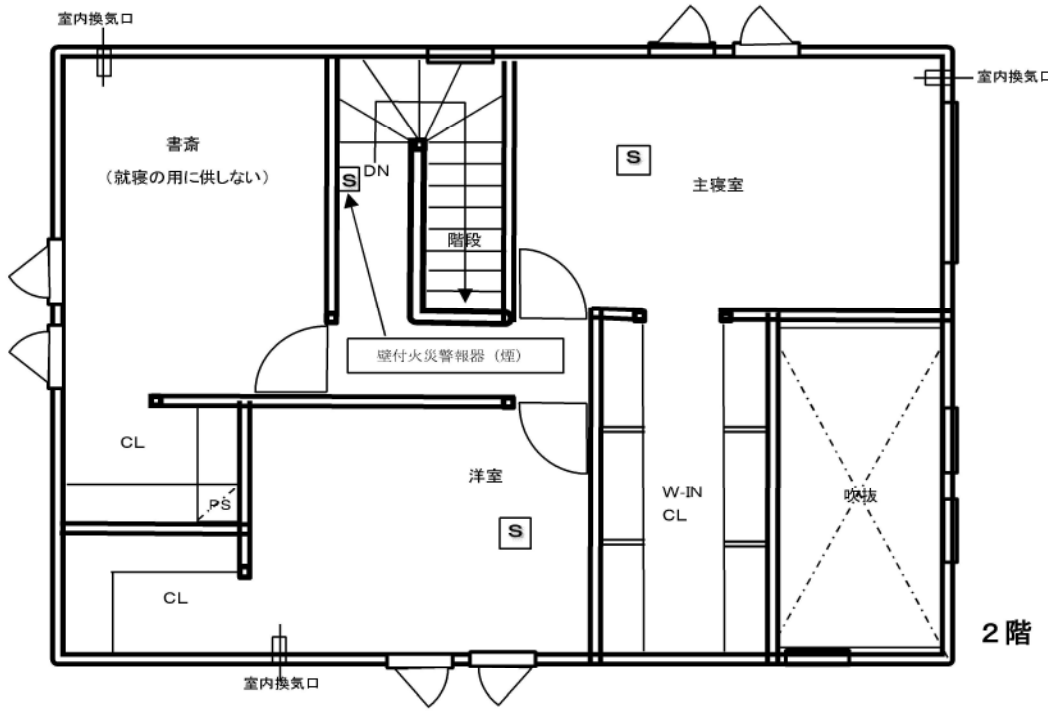 室内換気口
室内換気口
書斎
（就寝の用に供しない）
S
主寝室
S
DN
階段
壁付火災警報器（煙）
CL
洋室
PS
W-IN
CL
吹抜
S
CL
２階
室内換気口